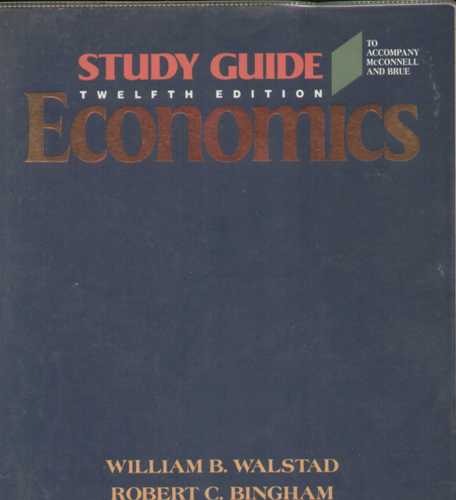 STUDY GUIDE
TWELFTH EDITION
TO
ACCOMPANY
McCONNELL
AND BRUE
Economics
WILLIAM B. WALSTAD
ROBERT C. BINGHAM